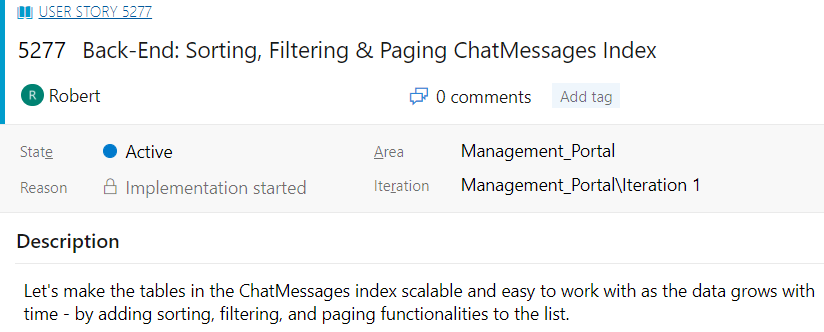 USER STORY 5277
5277 Back-End: Sorting, Filtering & Paging ChatMessages Index
R Robert 0 comments Add tag
State Active Area Management_Portal
Reason Implementation started Iteration Management_Portal\Iteration 1
Description
Let's make the tables in the ChatMessages index scalable and easy to work with as the data grows with
time - by adding sorting, filtering, and paging functionalities to the list.